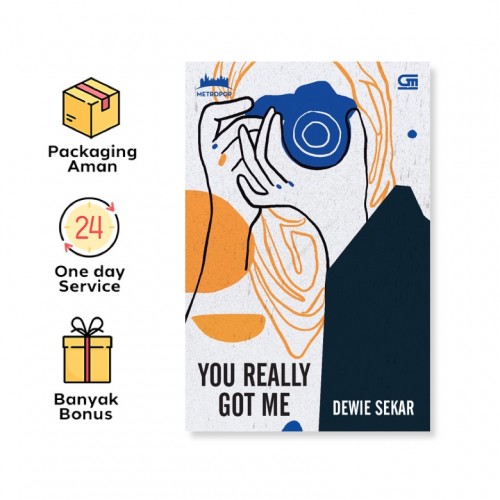 Packaging
Aman
24
One day
Service
Banyak
Bonus
METROPOP
GM
YOU REALLY
GOT ME
DEWIE SEKAR